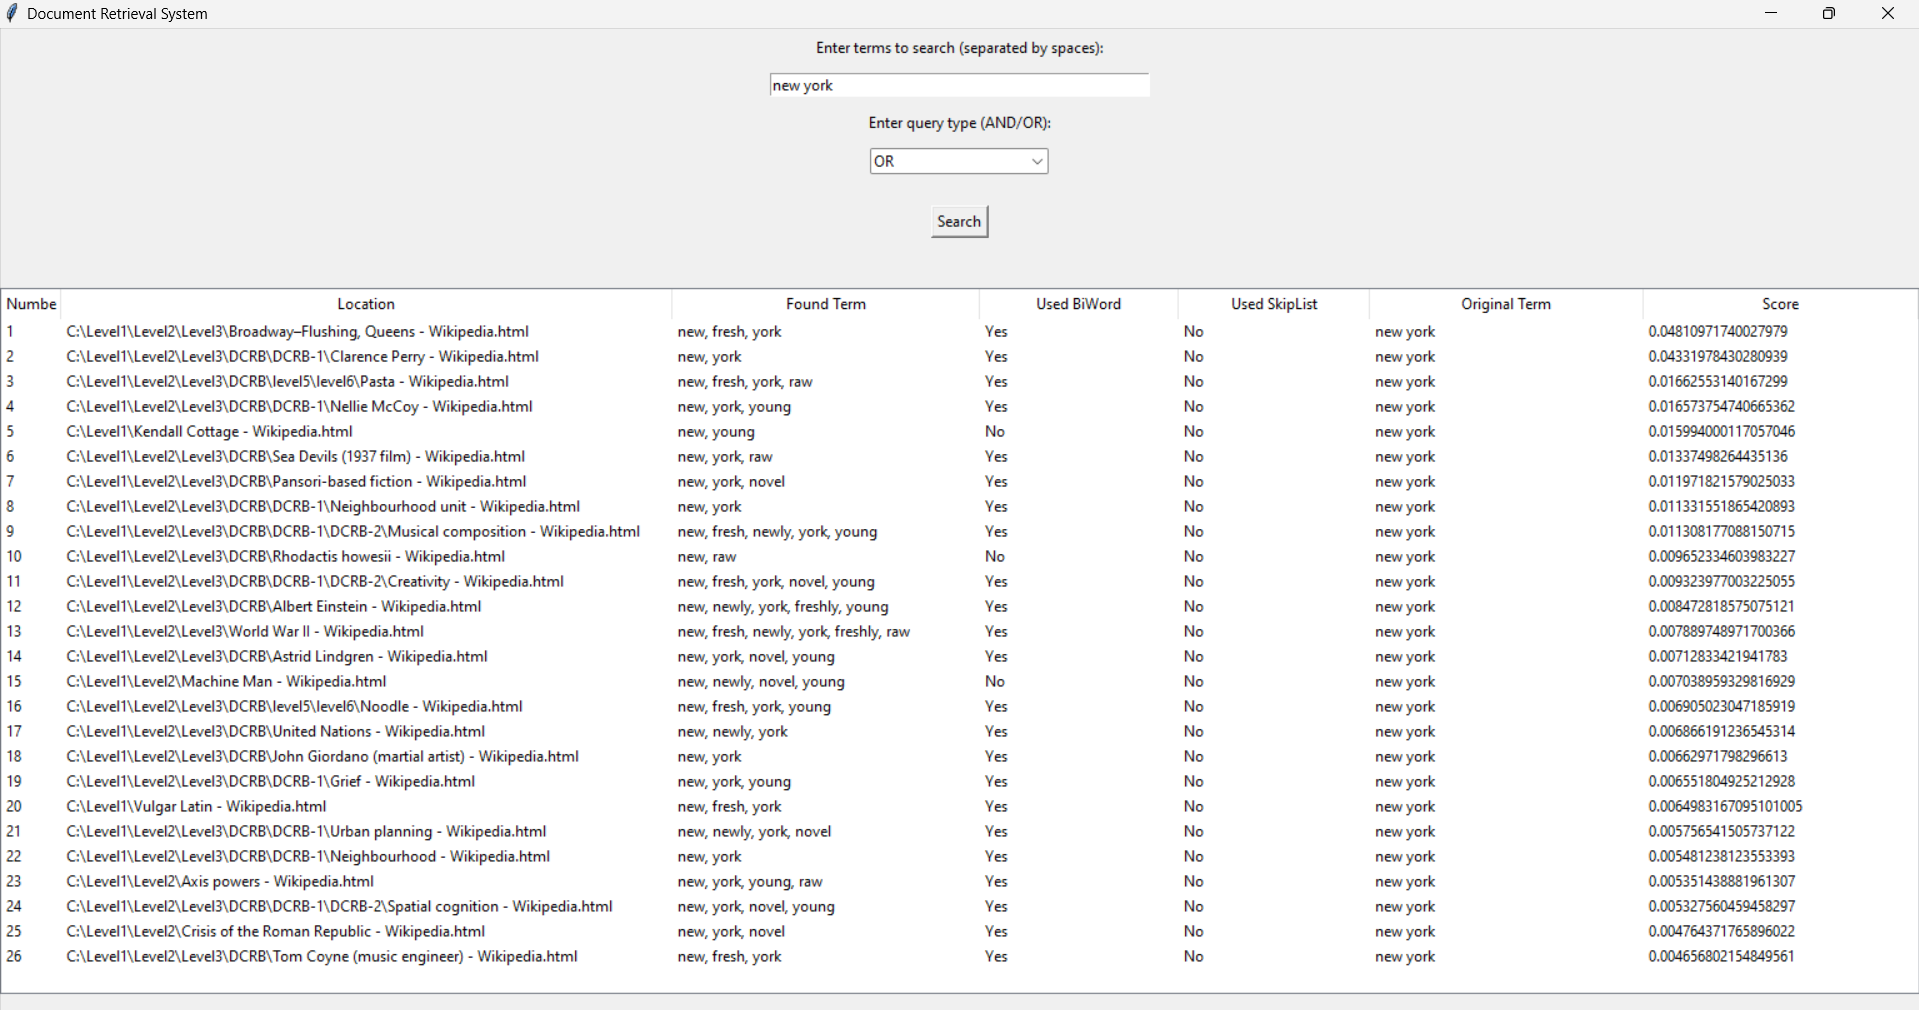 Document Retrieval System
Enter terms to search (separated by spaces):
new york
Enter query type (AND/OR):
OR
Search
Numbe Location Found Term Used BiWord Used SkipList Original Term Score
1 C:\Level1\Level2\Level3\Broadway–Flushing, Queens - Wikipedia.html new, fresh, york Yes No new york 0.04810971740027979
2 C:\Level1\Level2\Level3\DCRB\DCRB-1\Clarence Perry - Wikipedia.html new, york Yes No new york 0.04331978430280939
3 C:\Level1\Level2\Level3\DCRB\level5\level6\Pasta - Wikipedia.html new, fresh, york, raw Yes No new york 0.01662553140167299
4 C:\Level1\Level2\Level3\DCRB\DCRB-1\Nellie McCoy - Wikipedia.html new, york, young Yes No new york 0.016573754740665362
5 C:\Level1\Kendall Cottage - Wikipedia.html new, young No No new york 0.015994000117057046
6 C:\Level1\Level2\Level3\DCRB\Sea Devils (1937 film) - Wikipedia.html new, york, raw Yes No new york 0.01337498264435136
7 C:\Level1\Level2\Level3\DCRB\Pansori-based fiction - Wikipedia.html new, york, novel Yes No new york 0.011971821579025033
8 C:\Level1\Level2\Level3\DCRB\DCRB-1\Neighbourhood unit - Wikipedia.html new, york Yes No new york 0.011331551865420893
9 C:\Level1\Level2\Level3\DCRB\DCRB-1\DCRB-2\Musical composition - Wikipedia.html new, fresh, newly, york, young Yes No new york 0.011308177088150715
10 C:\Level1\Level2\Level3\DCRB\Rhodactis howesii - Wikipedia.html new, raw No No new york 0.009652334603983227
11 C:\Level1\Level2\Level3\DCRB\DCRB-1\DCRB-2\Creativity - Wikipedia.html new, fresh, york, novel, young Yes No new york 0.009323977003225055
12 C:\Level1\Level2\Level3\DCRB\Albert Einstein - Wikipedia.html new, newly, york, freshly, young Yes No new york 0.008472818575075121
13 C:\Level1\Level2\Level3\World War II - Wikipedia.html new, fresh, newly, york, freshly, raw Yes No new york 0.007889748971700366
14 C:\Level1\Level2\Level3\DCRB\Astrid Lindgren - Wikipedia.html new, york, novel, young Yes No new york 0.00712833421941783
15 C:\Level1\Level2\Machine Man - Wikipedia.html new, newly, novel, young No No new york 0.007038959329816929
16 C:\Level1\Level2\Level3\DCRB\level5\level6\Noodle - Wikipedia.html new, fresh, york, young Yes No new york 0.006905023047185919
17 C:\Level1\Level2\Level3\DCRB\United Nations - Wikipedia.html new, newly, york Yes No new york 0.006866191236545314
18 C:\Level1\Level2\Level3\DCRB\John Giordano (martial artist) - Wikipedia.html new, york Yes No new york 0.00662971798296613
19 C:\Level1\Level2\Level3\DCRB\DCRB-1\Grief - Wikipedia.html new, york, young Yes No new york 0.006551804925212928
20 C:\Level1\Vulgar Latin - Wikipedia.html new, fresh, york Yes No new york 0.0064983167095101005
21 C:\Level1\Level2\Level3\DCRB\DCRB-1\Urban planning - Wikipedia.html new, newly, york, novel Yes No new york 0.005756541505737122
22 C:\Level1\Level2\Level3\DCRB\DCRB-1\Neighbourhood - Wikipedia.html new, york Yes No new york 0.005481238123553393
23 C:\Level1\Level2\Axis powers - Wikipedia.html new, york, young, raw Yes No new york 0.005351438881961307
24 C:\Level1\Level2\Level3\DCRB\DCRB-1\DCRB-2\Spatial cognition - Wikipedia.html new, york, novel, young Yes No new york 0.005327560459458297
25 C:\Level1\Level2\Crisis of the Roman Republic - Wikipedia.html new, york, novel Yes No new york 0.004764371765896022
26 C:\Level1\Level2\Level3\DCRB\Tom Coyne (music engineer) - Wikipedia.html new, fresh, york Yes No new york 0.004656802154849561